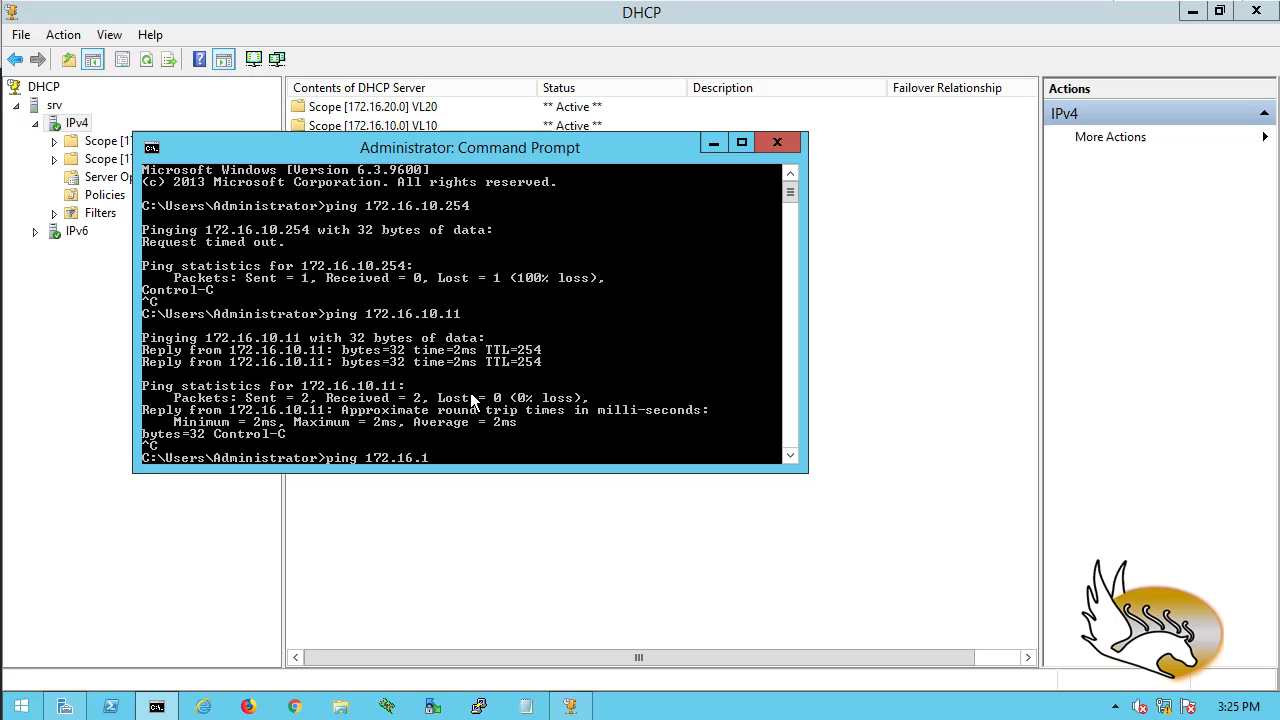 DHCP
File Action View Help
DHCP
srv
IPv4
Scope [1
Scope [17
Server Op
Policies
Filters
IPv6
Contents of DHCP Server Status Description Failover Relationship
Scope [172.16.20.0] VL20 ** Active **
Scope [172.16.10.0] VL10 ** Active **
Actions
IPv4
More Actions
Administrator: Command Prompt
Microsoft Windows [Version 6.3.9600]
(c) 2013 Microsoft Corporation. All rights reserved.
C:\Users\Administrator>ping 172.16.10.254
Pinging 172.16.10.254 with 32 bytes of data:
Request timed out.
Ping statistics for 172.16.10.254:
Packets: Sent = 1, Received = 0, Lost = 1 (100% loss),
Control-C
^C
C:\Users\Administrator>ping 172.16.10.11
Pinging 172.16.10.11 with 32 bytes of data:
Reply from 172.16.10.11: bytes=32 time=2ms TTL=254
Reply from 172.16.10.11: bytes=32 time=2ms TTL=254
Ping statistics for 172.16.10.11:
Packets: Sent = 2, Received = 2, Lost = 0 (0% loss),
Reply from 172.16.10.11: Approximate round trip times in milli-seconds:
Minimum = 2ms, Maximum = 2ms, Average = 2ms
bytes=32 Control-C
^C
C:\Users\Administrator>ping 172.16.1
3:25 PM